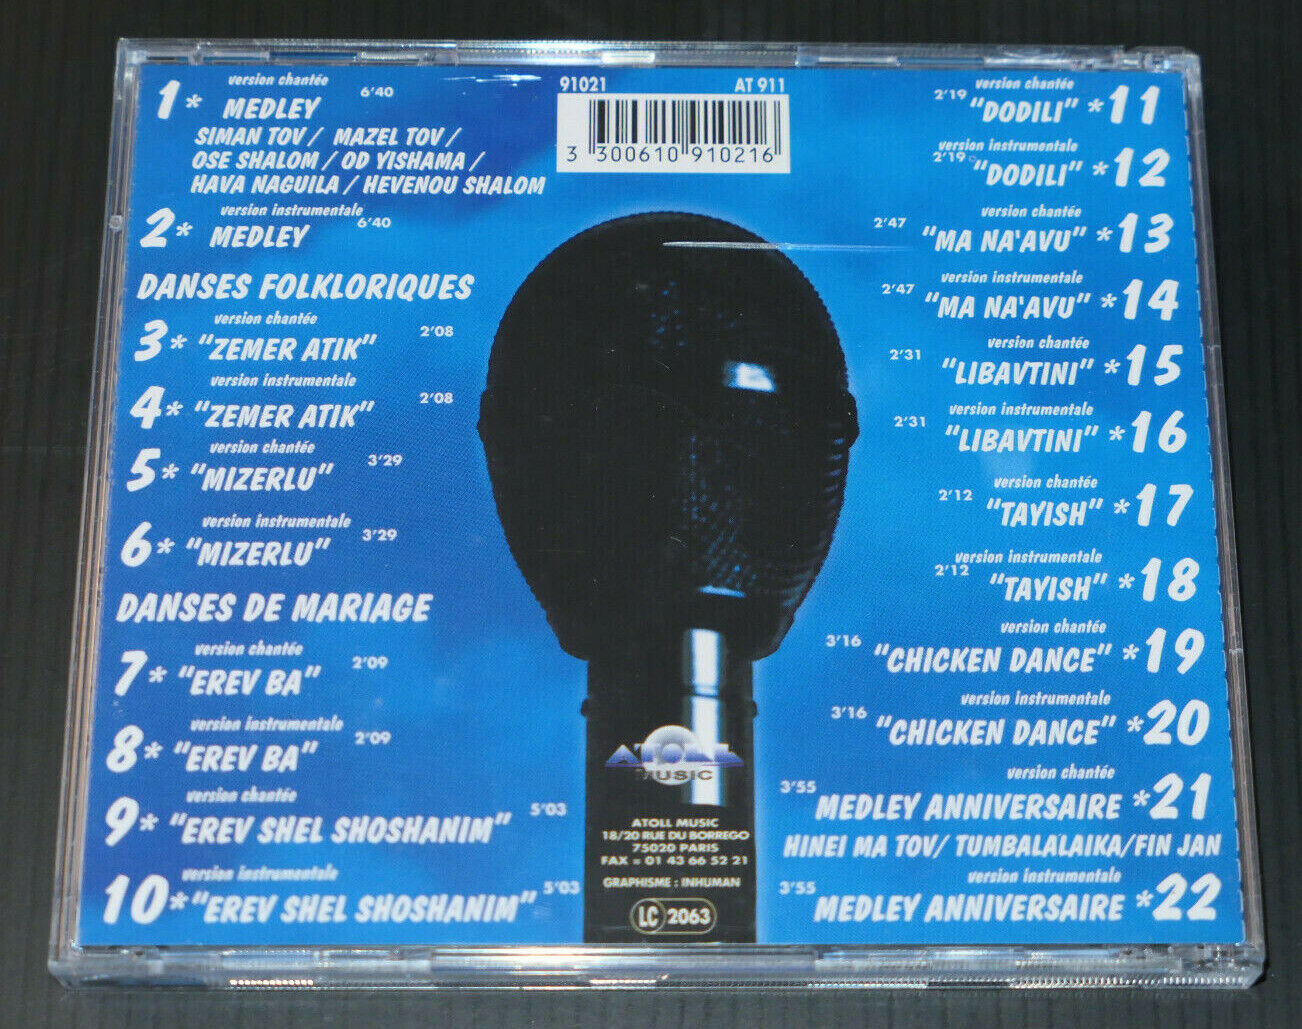 version chantée
1* MEDLEY 6'40
SIMAN TOV / MAZEL TOV /
OSE SHALOM / OD YISHAMA /
HAVA NAGUILA / HEVENOU SHALOM
version instrumentale
2* MEDLEY 6'40
DANSES FOLKLORIQUES
version chantée
3* "ZEMER ATIK" 2'08
version instrumentale
4* "ZEMER ATIK" 2'08
version chantée
5* "MIZERLU" 3'29
version instrumentale
6* "MIZERLU" 3'29
DANSES DE MARIAGE
version chantée
7* "EREV BA" 2'09
version instrumentale
8* "EREV BA" 2'09
version chantée
9* "EREV SHEL SHOSHANIM" 5'03
version instrumentale
10* "EREV SHEL SHOSHANIM" 5'03
91021 AT 911
3 300610 910216
version chantée
2'19 "DODILI" *11
version instrumentale
2'19 "DODILI" *12
version chantée
2'47 "MA NA'AVU" *13
version instrumentale
2'47 "MA NA'AVU" *14
version chantée
2'31 "LIBAVTINI" *15
version instrumentale
2'31 "LIBAVTINI" *16
version chantée
2'12 "TAYISH" *17
version instrumentale
2'12 "TAYISH" *18
version chantée
3'16 "CHICKEN DANCE" *19
version instrumentale
3'16 "CHICKEN DANCE" *20
version chantée
3'55 MEDLEY ANNIVERSAIRE *21
HINEI MA TOV/ TUMBALALAIKA/FIN JAN
version instrumentale
3'55 MEDLEY ANNIVERSAIRE *22
ATOLL
MUSIC
ATOLL MUSIC
18/20 RUE DU BORREGO
75020 PARIS
FAX = 01 43 66 52 21
GRAPHISME : INHUMAN
LC 2063